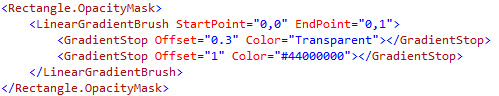 <Rectangle.OpacityMask>
    <LinearGradientBrush StartPoint="0,0" EndPoint="0,1">
        <GradientStop Offset="0.3" Color="Transparent"></GradientStop>
        <GradientStop Offset="1" Color="#44000000"></GradientStop>
    </LinearGradientBrush>
</Rectangle.OpacityMask>